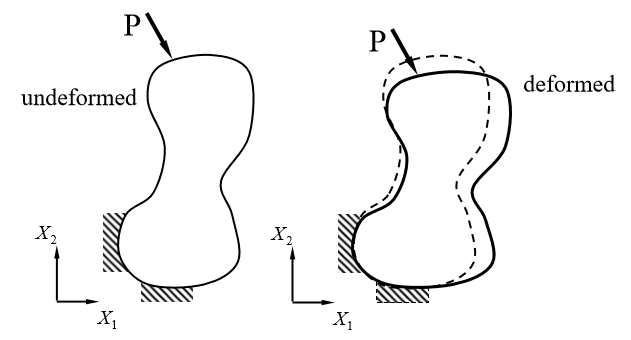 P
undeformed
X₂
X₁
P
deformed
X₂
X₁